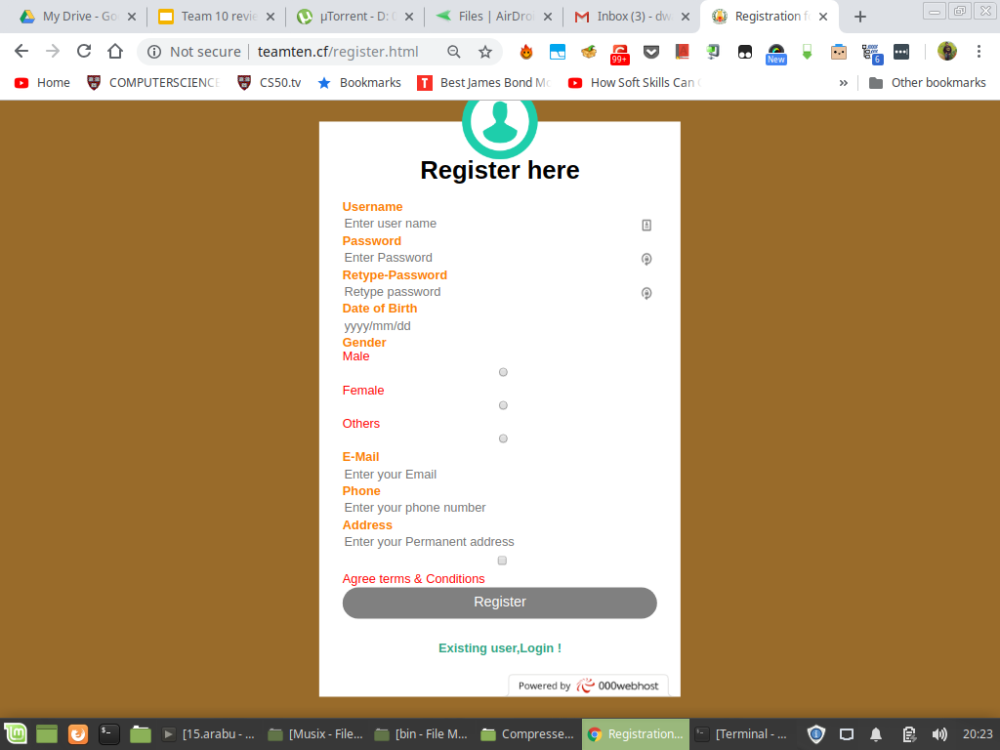 My Drive - Go
Team 10 revie
µTorrent - D: 
Files | AirDroi
Inbox (3) - dw
Registration f
Not secure | teamten.cf/register.html
99+
New
6
Home
COMPUTERSCIENCE
CS50.tv
Bookmarks
Best James Bond Mo
How Soft Skills Can
»
Other bookmarks
Register here
Username
Enter user name
Password
Enter Password
Retype-Password
Retype password
Date of Birth
yyyy/mm/dd
Gender
Male
Female
Others
E-Mail
Enter your Email
Phone
Enter your phone number
Address
Enter your Permanent address
Agree terms & Conditions
Register
Existing user,Login !
Powered by 000webhost
[15.arabu - ...
[Musix - File...
[bin - File M...
Compresse...
Registration...
[Terminal - ...
20:23